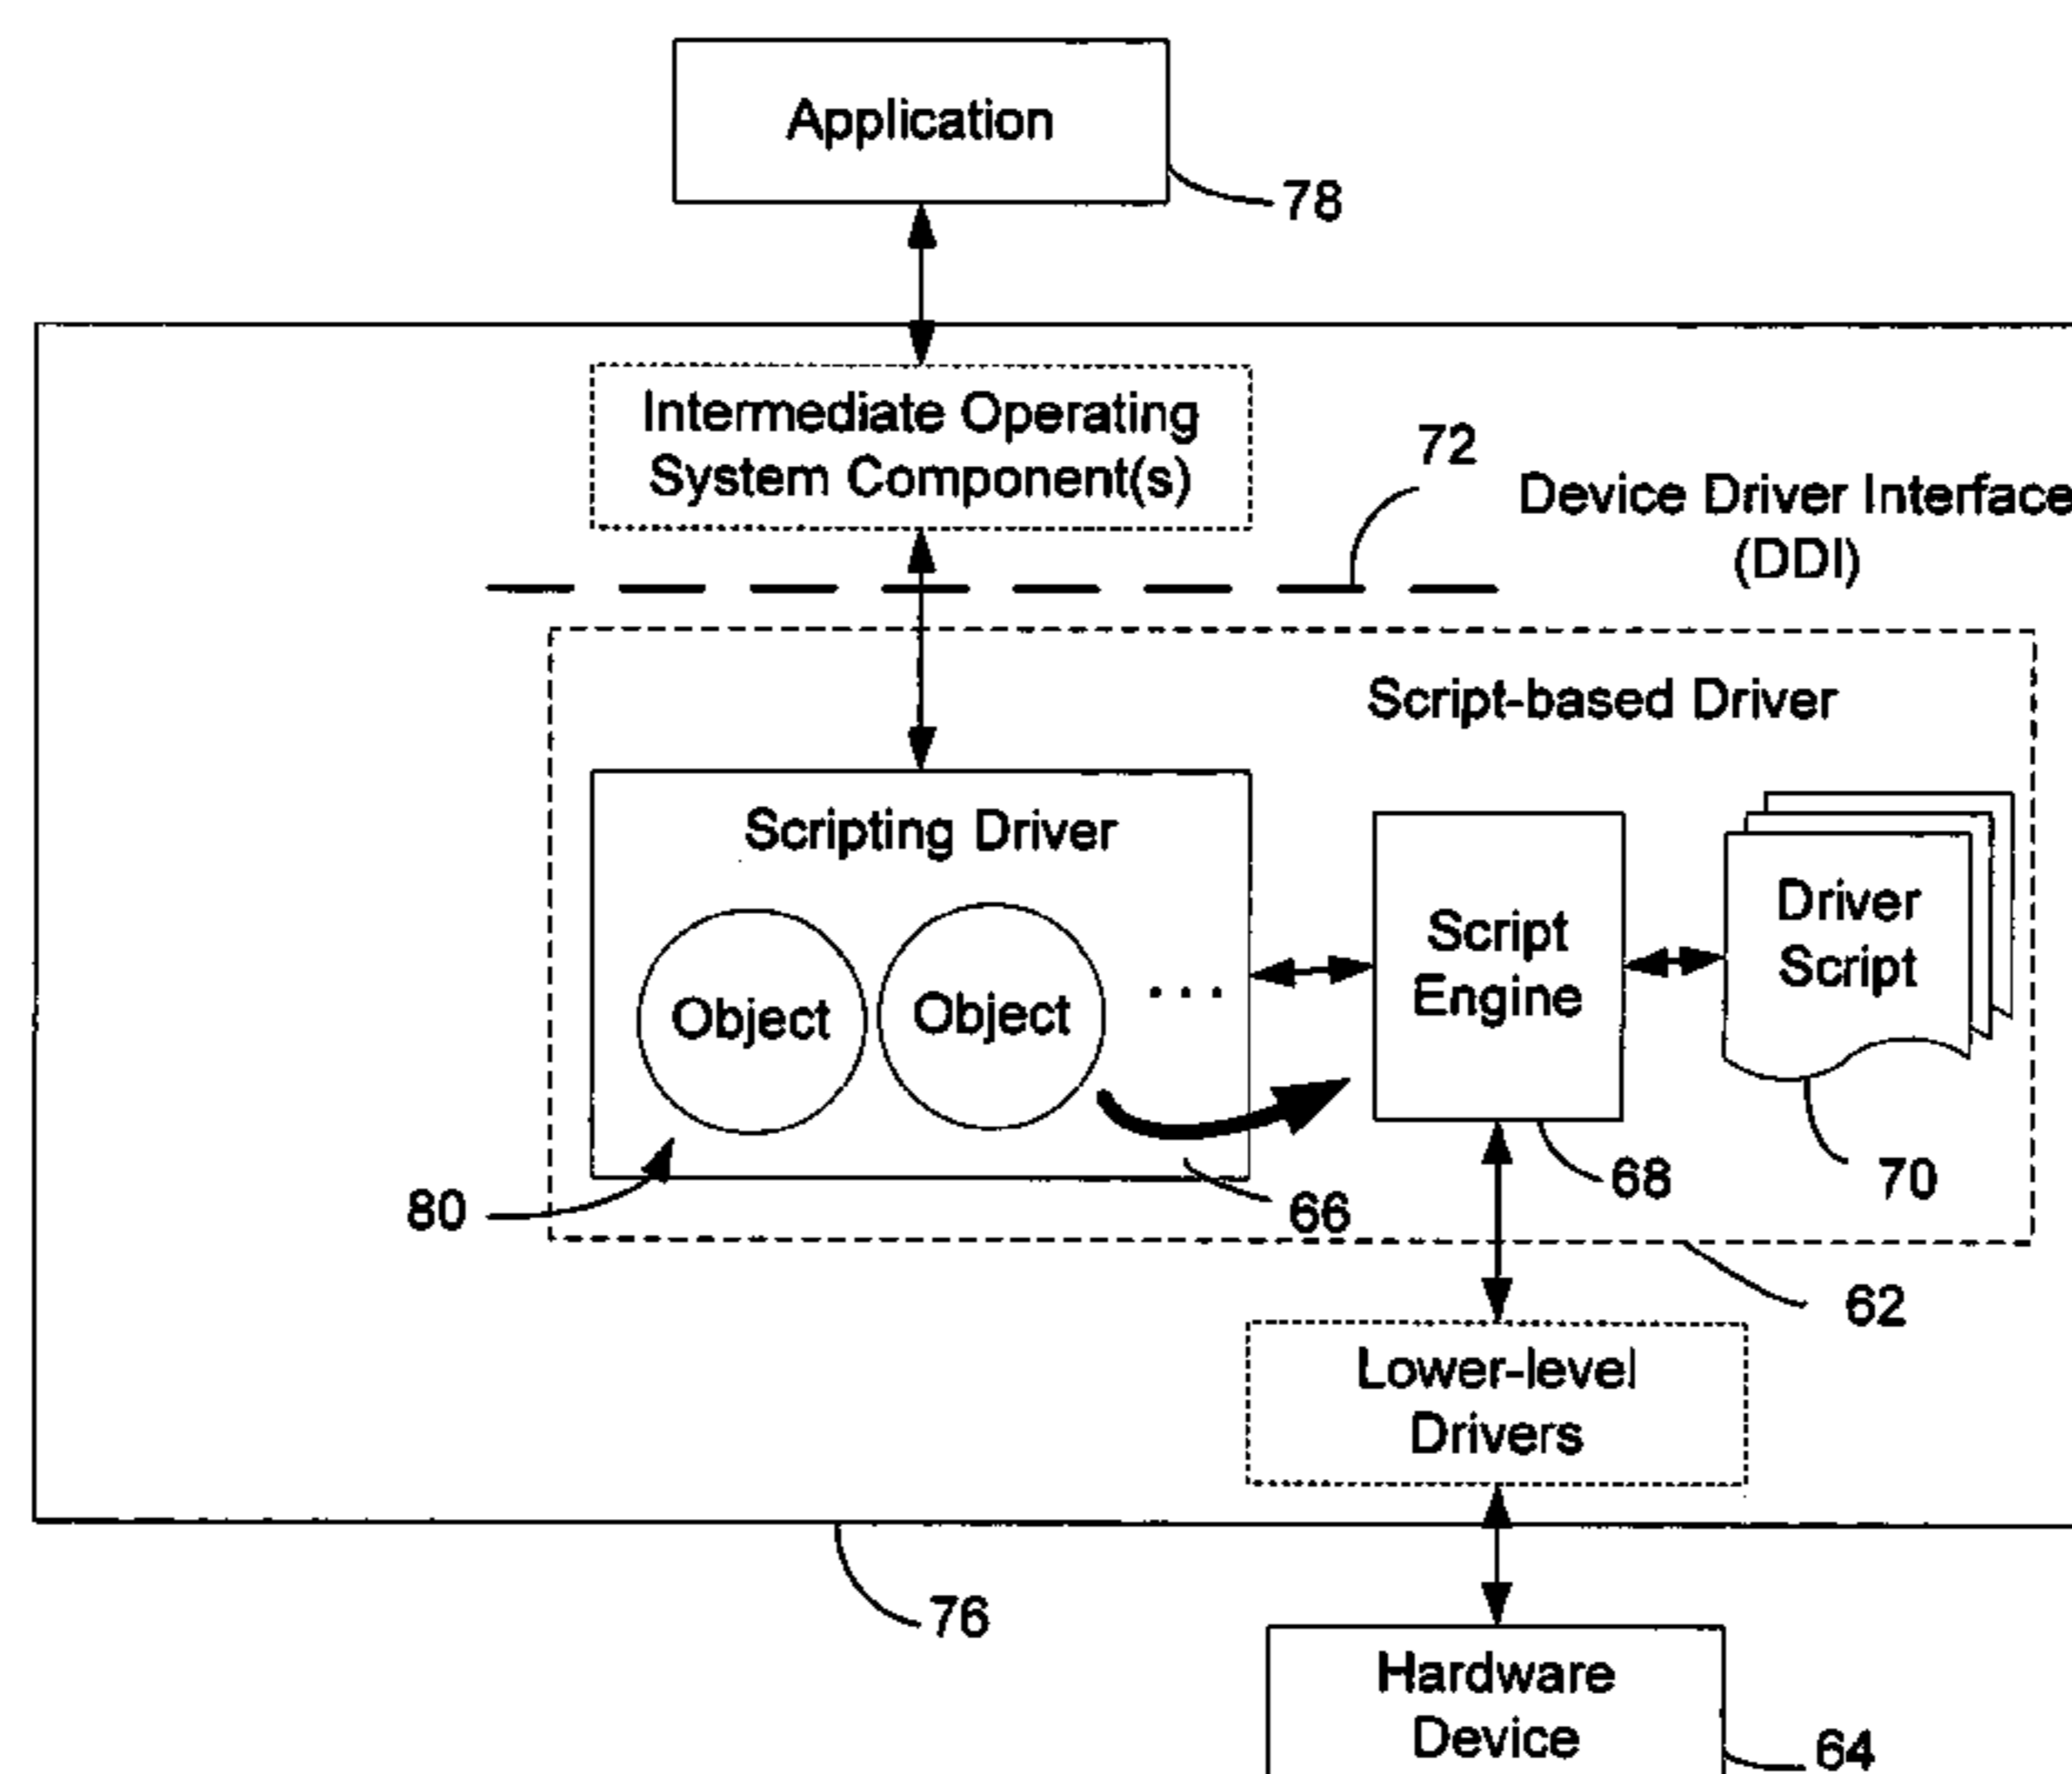 Application
78
Intermediate Operating
System Component(s)
72
Device Driver Interface
(DDI)
Script-based Driver
Scripting Driver
Object
Object
...
Script
Engine
Driver
Script
80
66
68
70
62
Lower-level
Drivers
76
Hardware
Device
64